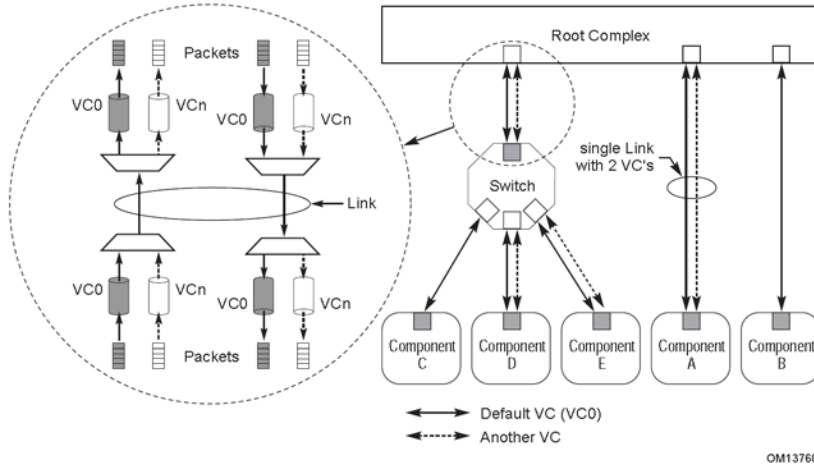 Packets
VC0
VCn
VC0
VCn
Link
VC0
VCn
VC0
VCn
Packets
Root Complex
single Link
with 2 VC's
Switch
Component
C
Component
D
Component
E
Component
A
Component
B
Default VC (VC0)
Another VC
OM13760